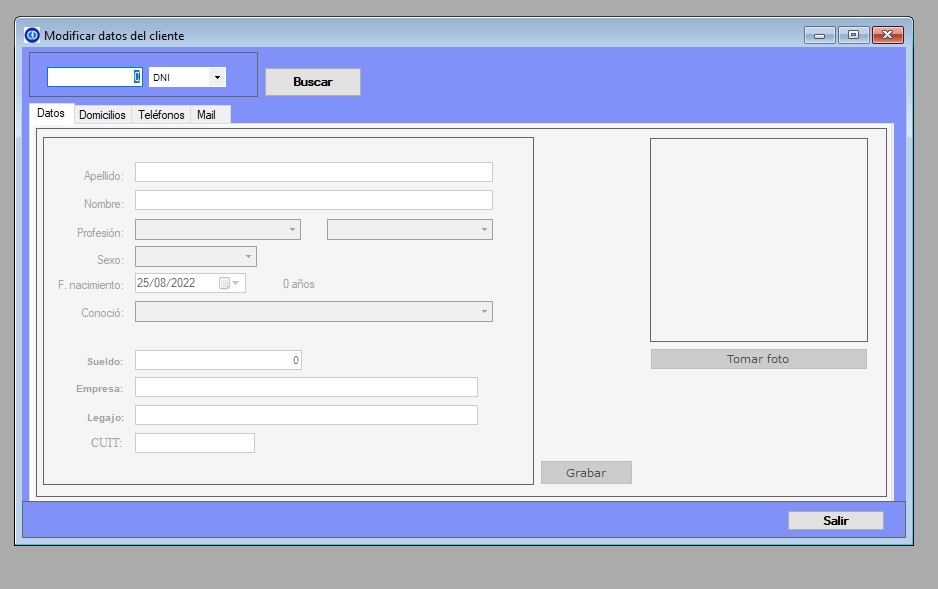 Modificar datos del cliente
0 DNI Buscar
Datos Domicilios Teléfonos Mail
Apellido:
Nombre:
Profesión:
Sexo:
F. nacimiento: 25/08/2022 0 años
Conoció:
Sueldo: 0
Empresa:
Legajo:
CUIT:
Tomar foto
Grabar
Salir